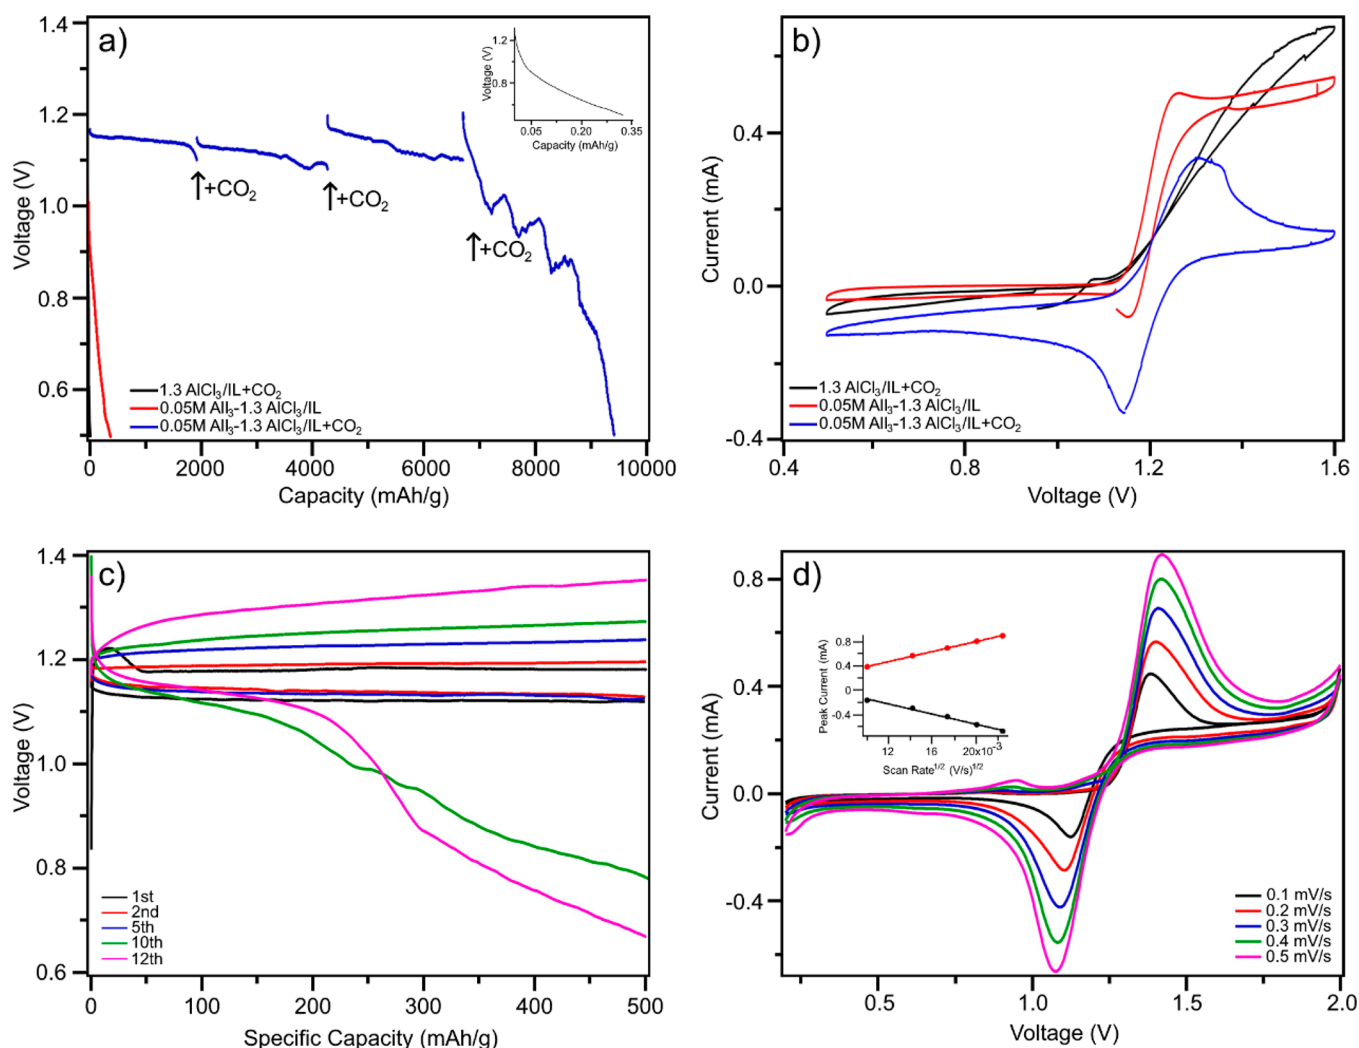 a)
1.4
1.2
1.0
0.8
0.6
Voltage (V)
0
2000
4000
6000
8000
10000
Capacity (mAh/g)
↑+CO₂
↑+CO₂
↑+CO₂
1.3 AlCl₃/IL+CO₂
0.05M AlI₃-1.3 AlCl₃/IL
0.05M AlI₃-1.3 AlCl₃/IL+CO₂
1.2
0.8
Voltage (V)
0.05
0.20
0.35
Capacity (mAh/g)
b)
0.4
0.0
-0.4
Current (mA)
0.4
0.8
1.2
1.6
Voltage (V)
1.3 AlCl₃/IL+CO₂
0.05M AlI₃-1.3 AlCl₃/IL
0.05M AlI₃-1.3 AlCl₃/IL+CO₂
c)
1.4
1.2
1.0
0.8
0.6
Voltage (V)
0
100
200
300
400
500
Specific Capacity (mAh/g)
1st
2nd
5th
10th
12th
d)
0.8
0.4
0.0
-0.4
Current (mA)
0.5
1.0
1.5
2.0
Voltage (V)
0.1 mV/s
0.2 mV/s
0.3 mV/s
0.4 mV/s
0.5 mV/s
0.8
0.4
0
-0.4
Peak Current (mA)
12
16
20x10⁻³
Scan Rate¹/² (V/s)¹/²